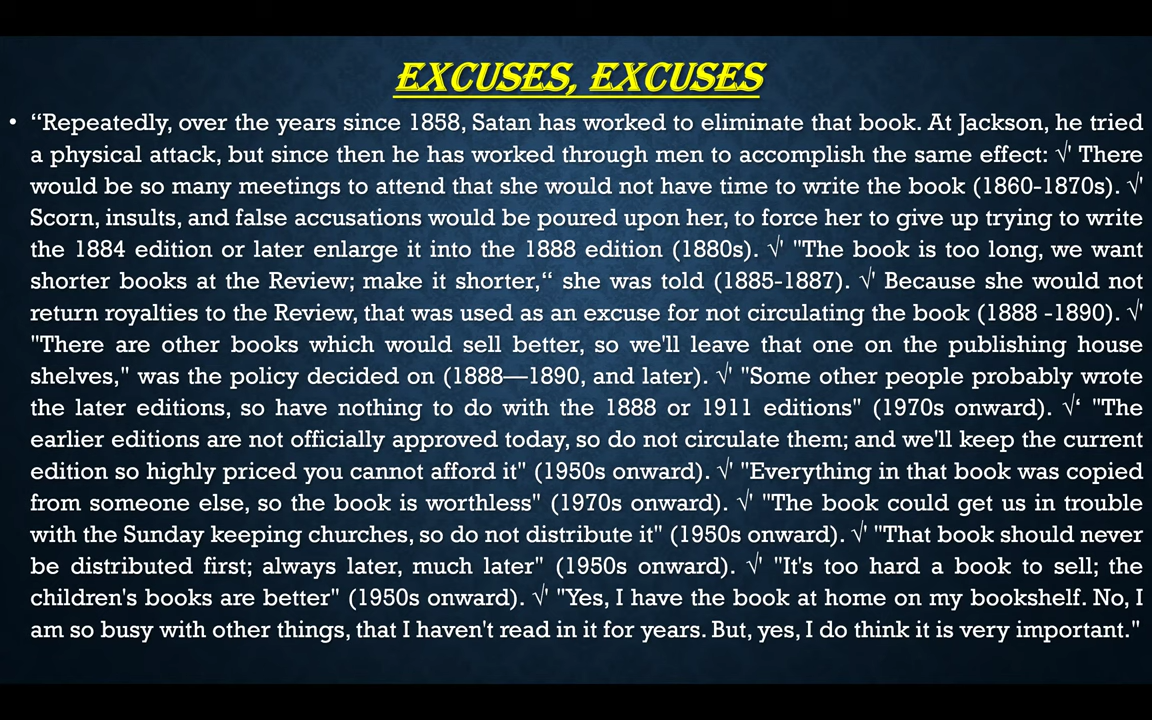 EXCUSES, EXCUSES
• “Repeatedly, over the years since 1858, Satan has worked to eliminate that book. At Jackson, he tried
a physical attack, but since then he has worked through men to accomplish the same effect: √' There
would be so many meetings to attend that she would not have time to write the book (1860-1870s). √'
Scorn, insults, and false accusations would be poured upon her, to force her to give up trying to write
the 1884 edition or later enlarge it into the 1888 edition (1880s). √' "The book is too long, we want
shorter books at the Review; make it shorter,“ she was told (1885-1887). √' Because she would not
return royalties to the Review, that was used as an excuse for not circulating the book (1888 -1890). √'
"There are other books which would sell better, so we'll leave that one on the publishing house
shelves," was the policy decided on (1888—1890, and later). √' "Some other people probably wrote
the later editions, so have nothing to do with the 1888 or 1911 editions" (1970s onward). √‘ "The
earlier editions are not officially approved today, so do not circulate them; and we'll keep the current
edition so highly priced you cannot afford it" (1950s onward). √' "Everything in that book was copied
from someone else, so the book is worthless" (1970s onward). √' "The book could get us in trouble
with the Sunday keeping churches, so do not distribute it" (1950s onward). √' "That book should never
be distributed first; always later, much later" (1950s onward). √' "It's too hard a book to sell; the
children's books are better" (1950s onward). √' "Yes, I have the book at home on my bookshelf. No, I
am so busy with other things, that I haven't read in it for years. But, yes, I do think it is very important."